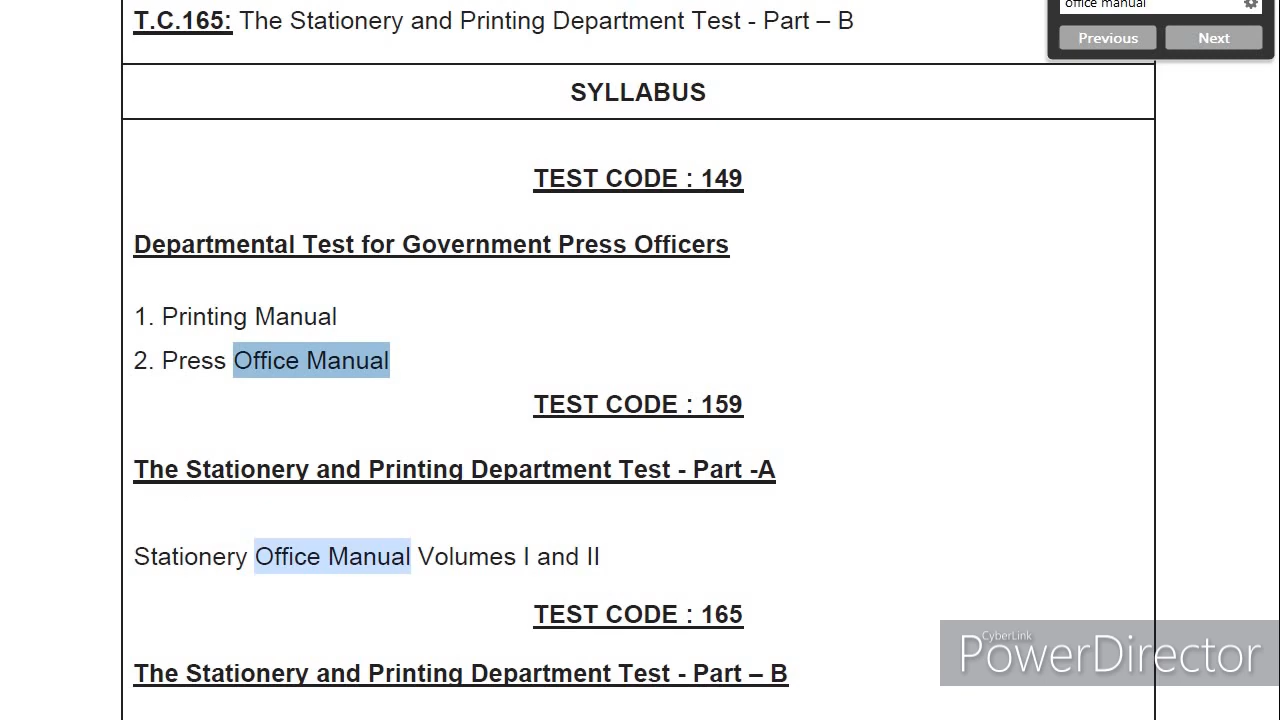 office manual
T.C.165: The Stationery and Printing Department Test - Part – B
Previous Next
SYLLABUS
TEST CODE : 149
Departmental Test for Government Press Officers
1. Printing Manual
2. Press Office Manual
TEST CODE : 159
The Stationery and Printing Department Test - Part -A
Stationery Office Manual Volumes I and II
TEST CODE : 165
CyberLink
PowerDirector
The Stationery and Printing Department Test - Part – B